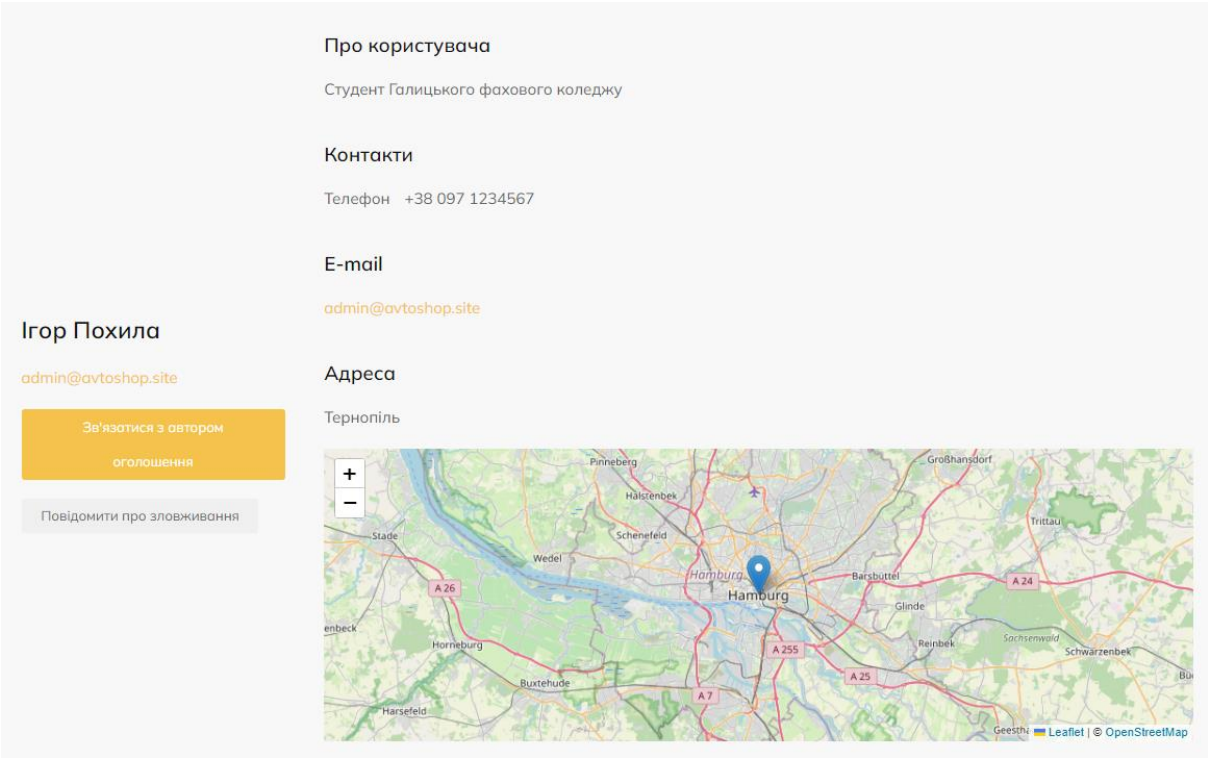 Ігор Похила
admin@avtoshop.site
Зв'язатися з автором
оголошення
Повідомити про зловживання
Про користувача
Студент Галицького фахового коледжу
Контакти
Телефон +38 097 1234567
E-mail
admin@avtoshop.site
Адреса
Тернопіль
+
−
Pinneberg
Großhansdorf
Halstenbek
Trittau
Stade
Schenefeld
Wedel
Hamburg
Barsbüttel
A 24
A 26
Hamburg
Glinde
enbeck
Horneburg
A 255
Reinbek
Sachsenwald
Schwarzenbek
Buxtehude
A 25
A 7
Harsefeld
Leaflet | © OpenStreetMap